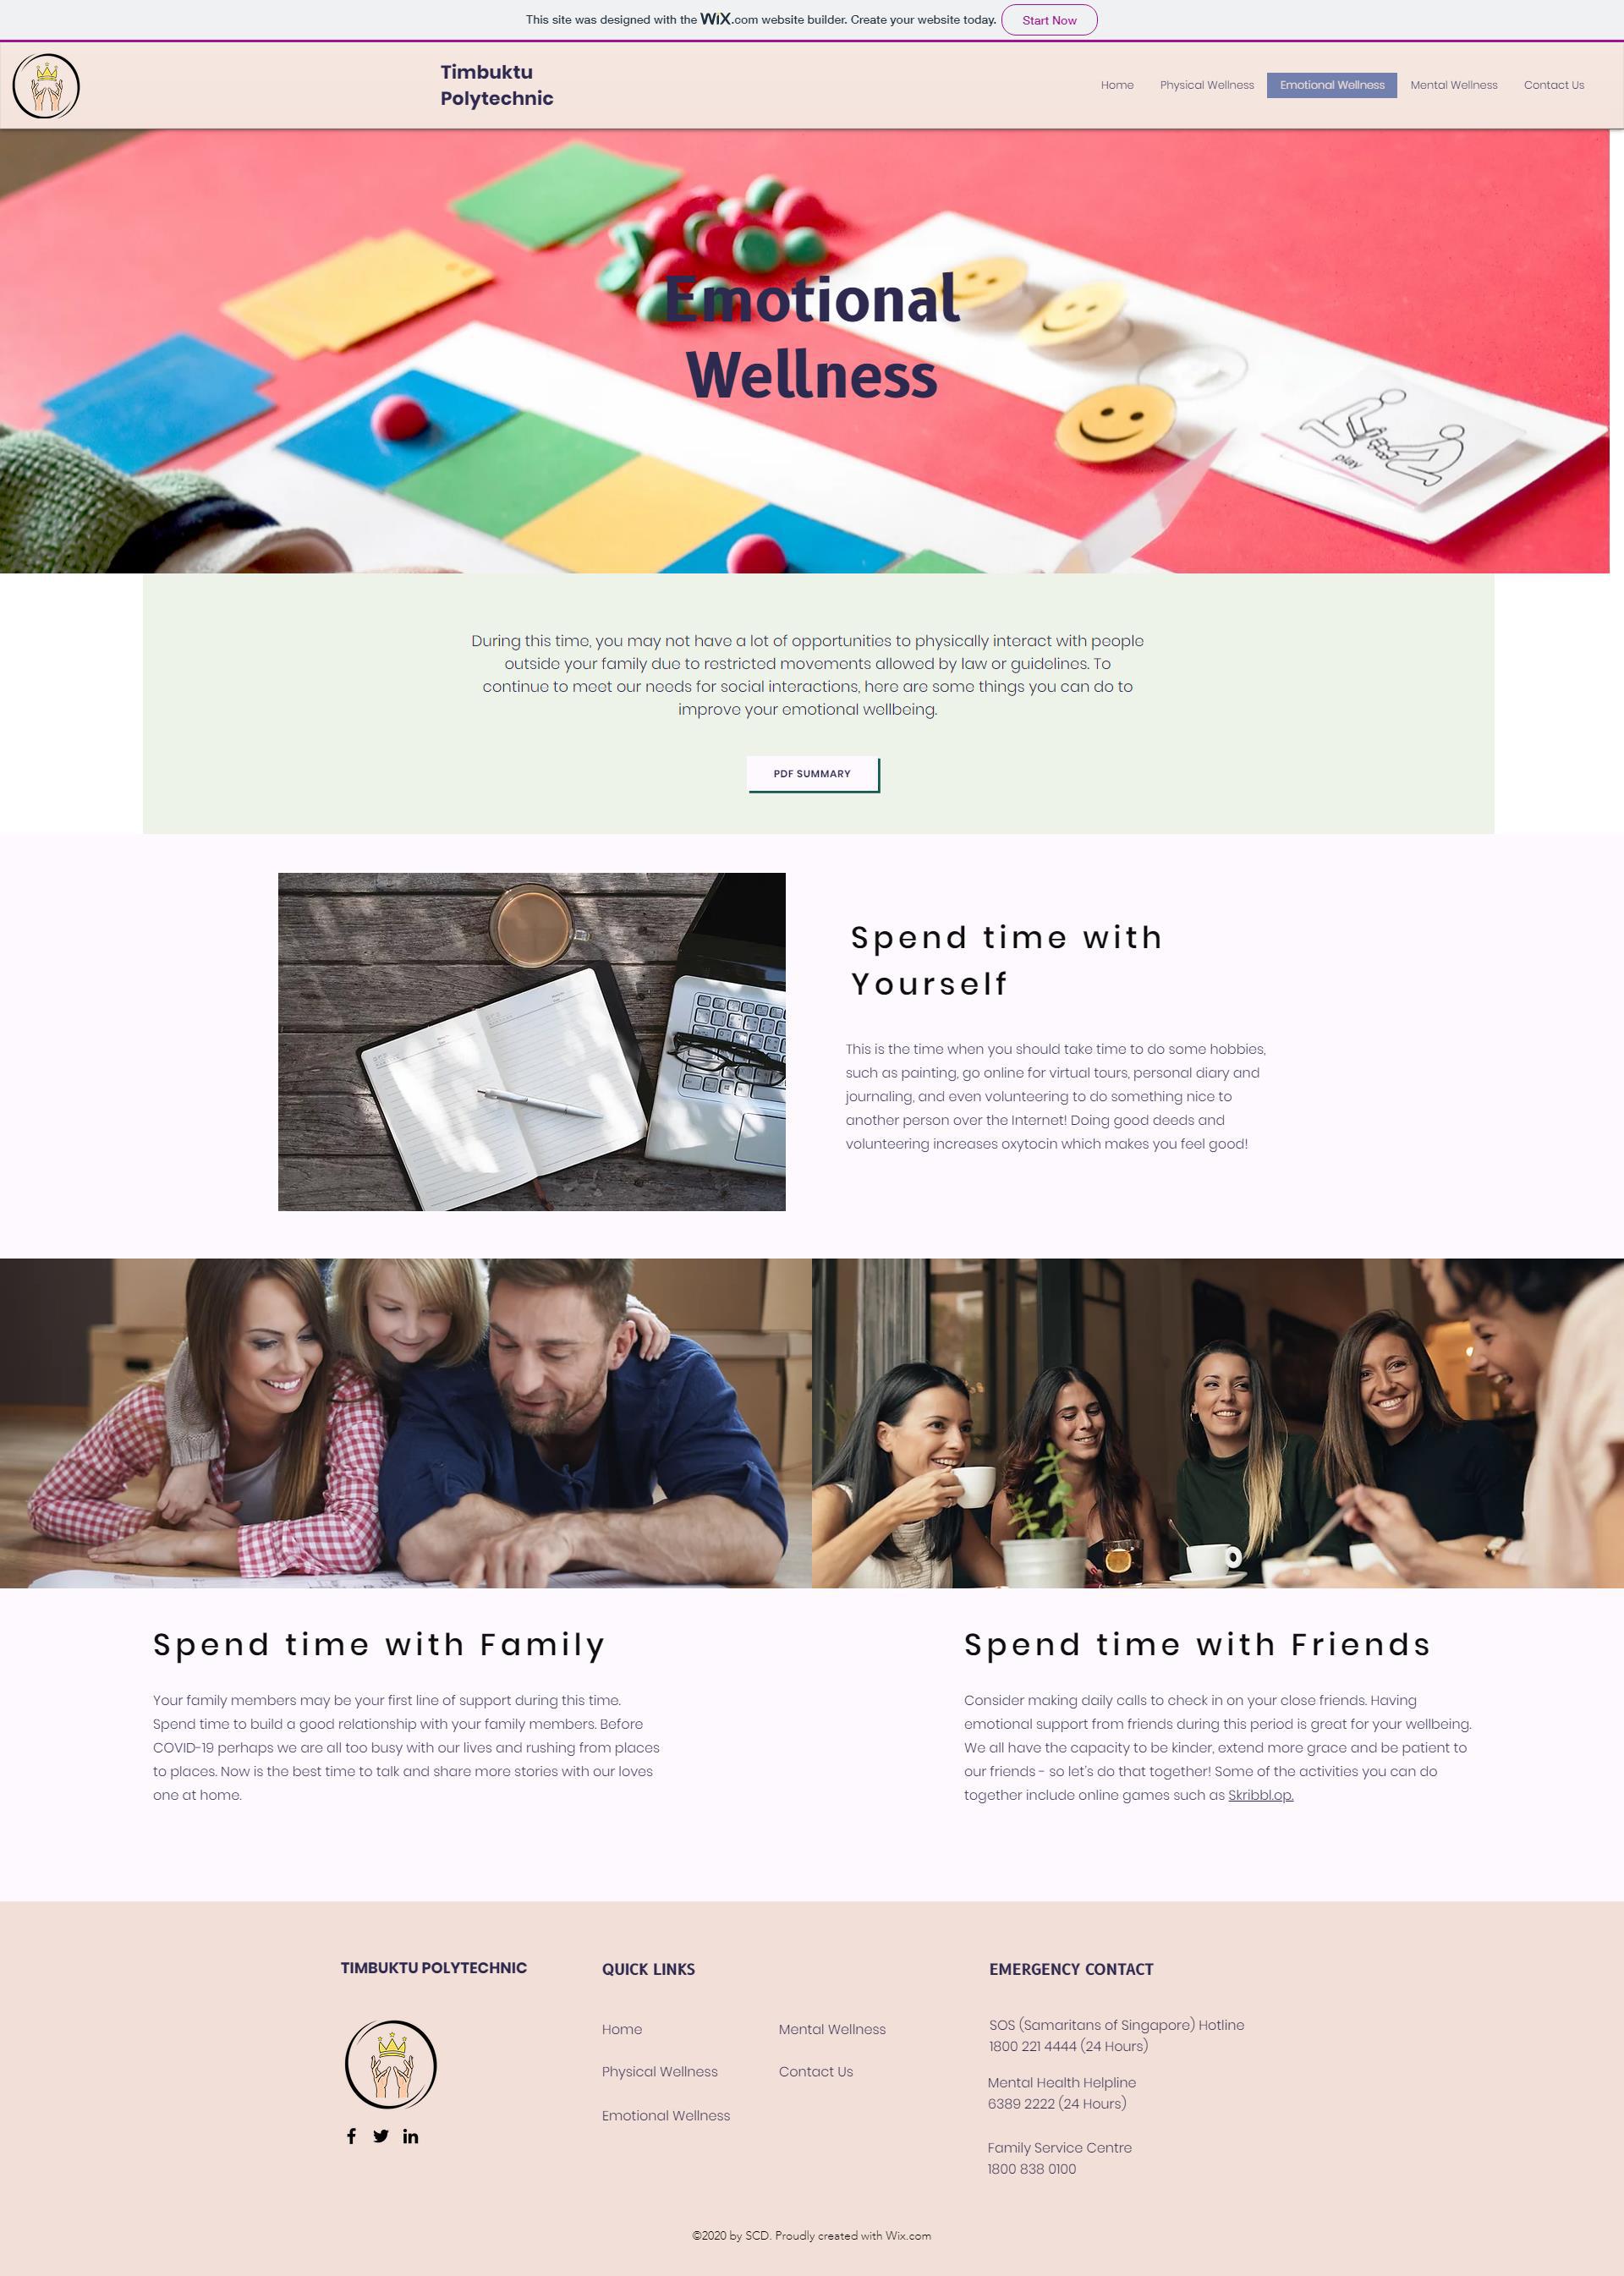 This site was designed with the WiX.com website builder. Create your website today. Start Now
Timbuktu
Polytechnic
Home Physical Wellness Emotional Wellness Mental Wellness Contact Us
Emotional
Wellness
play
During this time, you may not have a lot of opportunities to physically interact with people
outside your family due to restricted movements allowed by law or guidelines. To
continue to meet our needs for social interactions, here are some things you can do to
improve your emotional wellbeing.
PDF SUMMARY
Spend time with
Yourself
This is the time when you should take time to do some hobbies,
such as painting, go online for virtual tours, personal diary and
journaling, and even volunteering to do something nice to
another person over the Internet! Doing good deeds and
volunteering increases oxytocin which makes you feel good!
Spend time with Family
Your family members may be your first line of support during this time.
Spend time to build a good relationship with your family members. Before
COVID-19 perhaps we are all too busy with our lives and rushing from places
to places. Now is the best time to talk and share more stories with our loves
one at home.
Spend time with Friends
Consider making daily calls to check in on your close friends. Having
emotional support from friends during this period is great for your wellbeing.
We all have the capacity to be kinder, extend more grace and be patient to
our friends - so let's do that together! Some of the activities you can do
together include online games such as Skribbl.op.
TIMBUKTU POLYTECHNIC
QUICK LINKS
Home
Physical Wellness
Emotional Wellness
Mental Wellness
Contact Us
EMERGENCY CONTACT
SOS (Samaritans of Singapore) Hotline
1800 221 4444 (24 Hours)
Mental Health Helpline
6389 2222 (24 Hours)
Family Service Centre
1800 838 0100
©2020 by SCD. Proudly created with Wix.com